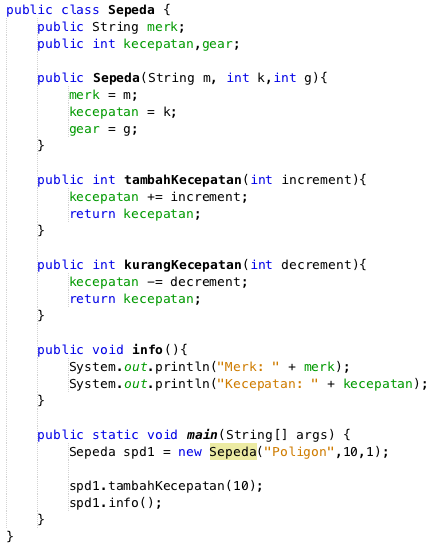 public class Sepeda {
    public String merk;
    public int kecepatan,gear;

    public Sepeda(String m, int k,int g){
        merk = m;
        kecepatan = k;
        gear = g;
    }

    public int tambahKecepatan(int increment){
        kecepatan += increment;
        return kecepatan;
    }

    public int kurangKecepatan(int decrement){
        kecepatan -= decrement;
        return kecepatan;
    }

    public void info(){
        System.out.println("Merk: " + merk);
        System.out.println("Kecepatan: " + kecepatan);
    }

    public static void main(String[] args) {
        Sepeda spd1 = new Sepeda("Poligon",10,1);

        spd1.tambahKecepatan(10);
        spd1.info();
    }
}